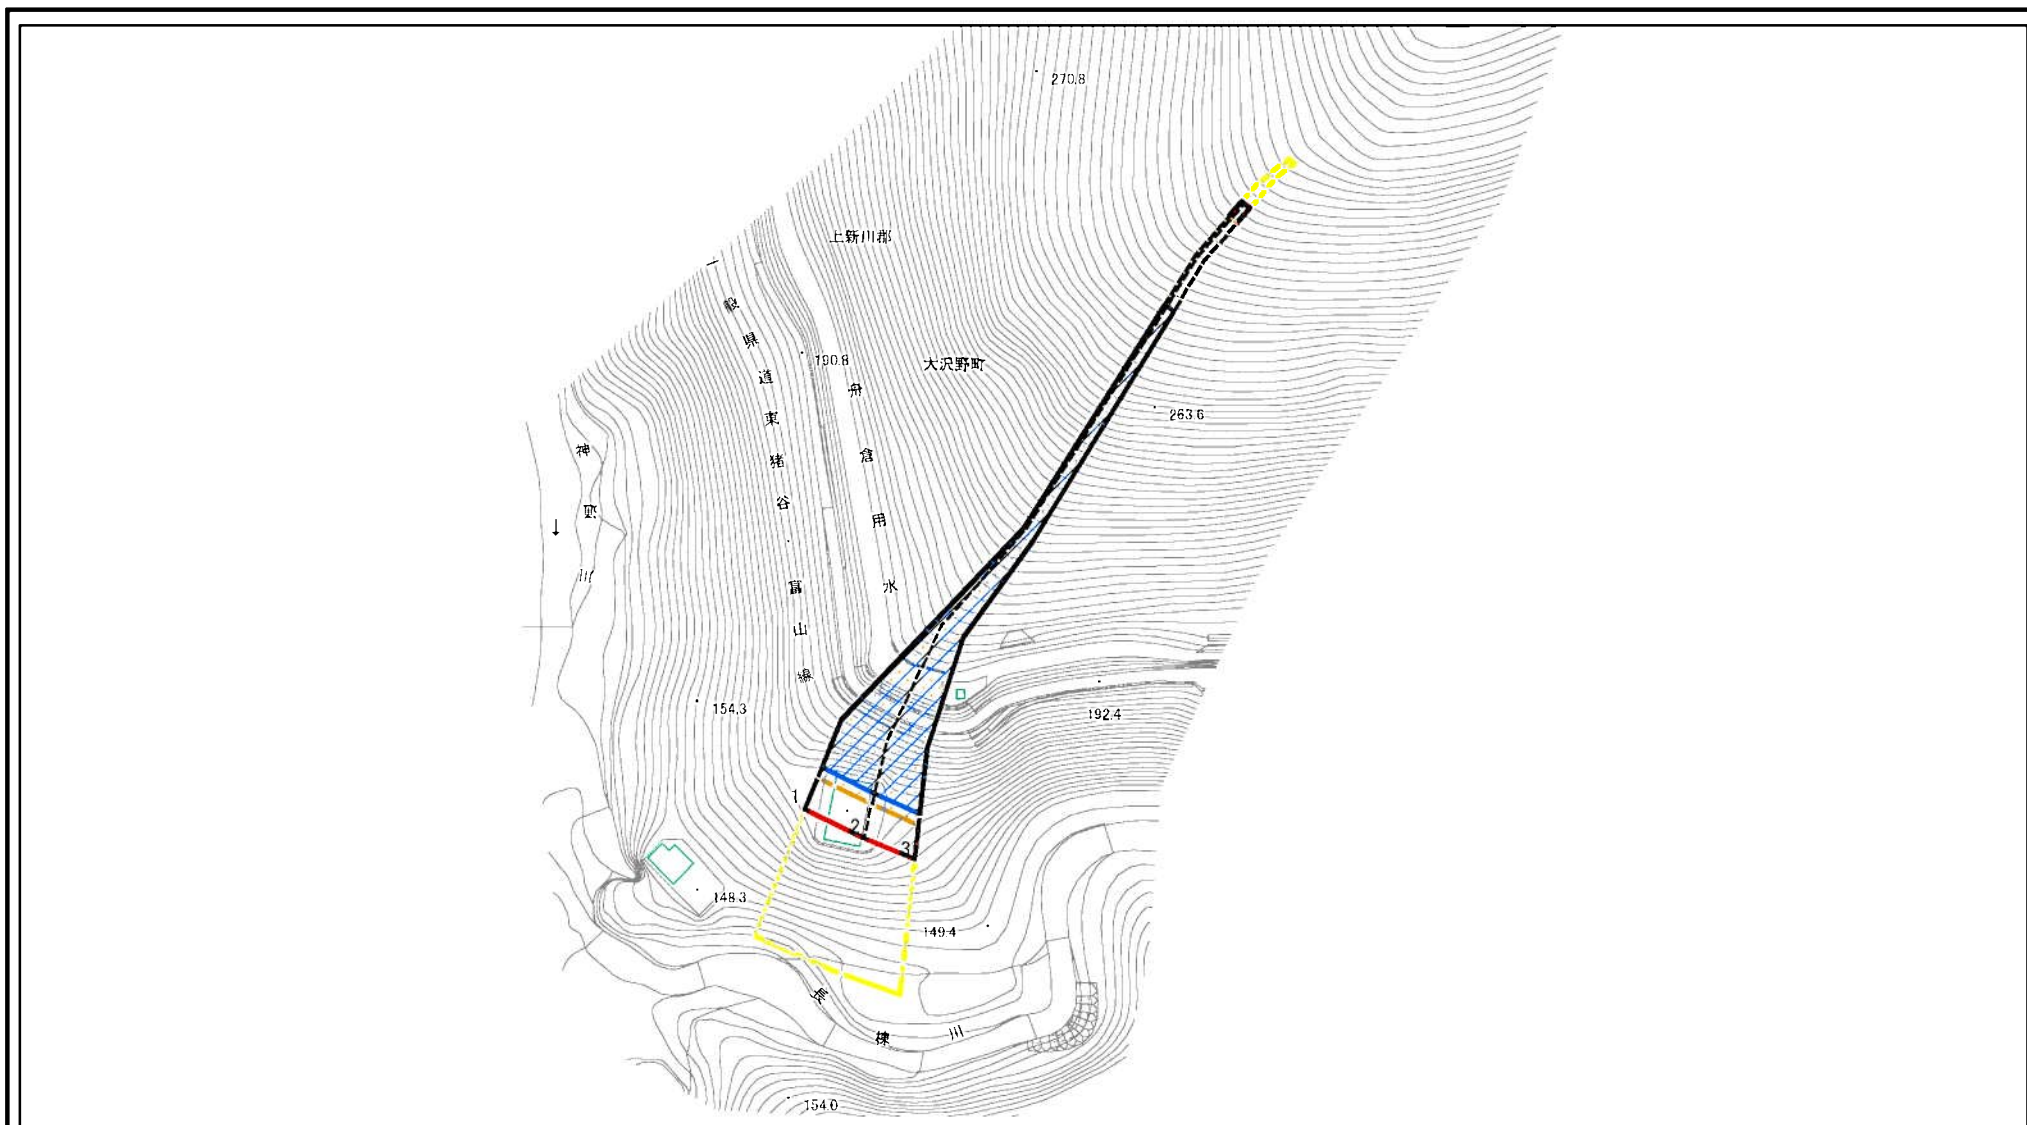 270.8
上新川郡
一般県道東猪谷・富山線
190.8
大沢野町
舟倉用水
263.6
神通川
154.3
192.4
1
2
3
148.3
149.4
長棟川
154.0